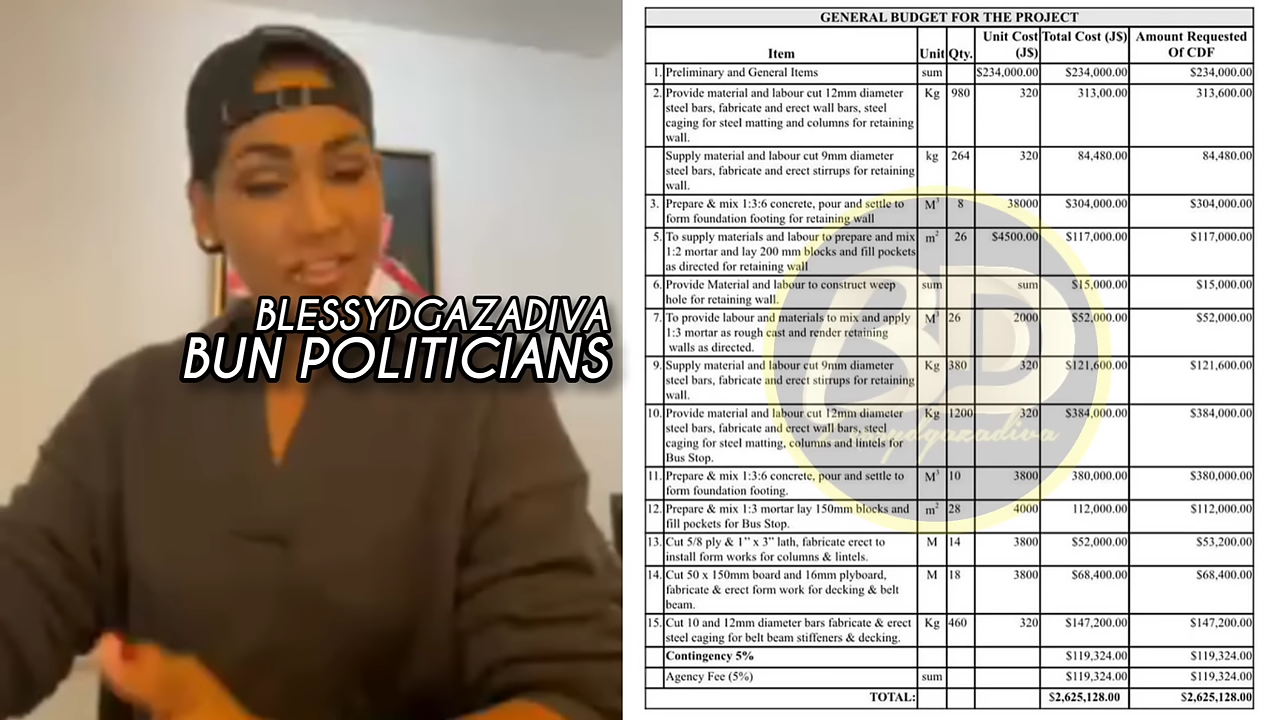 BLESSYDGAZADIVA
BUN POLITICIANS
GENERAL BUDGET FOR THE PROJECT
Item Unit Qty. Unit Cost (J$) Total Cost (J$) Amount Requested Of CDF
1. Preliminary and General Items sum $234,000.00 $234,000.00 $234,000.00
2. Provide material and labour cut 12mm diameter Kg 980 320 313,00.00 313,600.00
steel bars, fabricate and erect wall bars, steel
caging for steel matting and columns for retaining
wall.
Supply material and labour cut 9mm diameter kg 264 320 84,480.00 84,480.00
steel bars, fabricate and erect stirrups for retaining
wall.
3. Prepare & mix 1:3:6 concrete, pour and settle to M³ 8 38000 $304,000.00 $304,000.00
form foundation footing for retaining wall
5. To supply materials and labour to prepare and mix m² 26 $4500.00 $117,000.00 $117,000.00
1:2 mortar and lay 200 mm blocks and fill pockets
as directed for retaining wall
6. Provide Material and labour to construct weep sum sum $15,000.00 $15,000.00
hole for retaining wall.
7. To provide labour and materials to mix and apply M³ 26 2000 $52,000.00 $52,000.00
1:3 mortar as rough cast and render retaining
walls as directed.
9. Supply material and labour cut 9mm diameter Kg 380 320 $121,600.00 $121,600.00
steel bars, fabricate and erect stirrups for retaining
wall.
10. Provide material and labour cut 12mm diameter Kg 1200 320 $384,000.00 $384,000.00
steel bars, fabricate and erect wall bars, steel
caging for steel matting, columns and lintels for
Bus Stop.
11. Prepare & mix 1:3:6 concrete, pour and settle to M³ 10 3800 380,000.00 $380,000.00
form foundation footing.
12. Prepare & mix 1:3 mortar lay 150mm blocks and m² 28 4000 112,000.00 $112,000.00
fill pockets for Bus Stop.
13. Cut 5/8 ply & 1” x 3” lath, fabricate erect to M 14 3800 $52,000.00 $53,200.00
install form works for columns & lintels.
14. Cut 50 x 150mm board and 16mm plyboard, M 18 3800 $68,400.00 $68,400.00
fabricate & erect form work for decking & belt
beam.
15. Cut 10 and 12mm diameter bars fabricate & erect Kg 460 320 $147,200.00 $147,200.00
steel caging for belt beam stiffeners & decking.
Contingency 5% $119,324.00 $119,324.00
Agency Fee (5%) sum $119,324.00 $119,324.00
TOTAL: $2,625,128.00 $2,625,128.00
BD
Blessydgazadiva